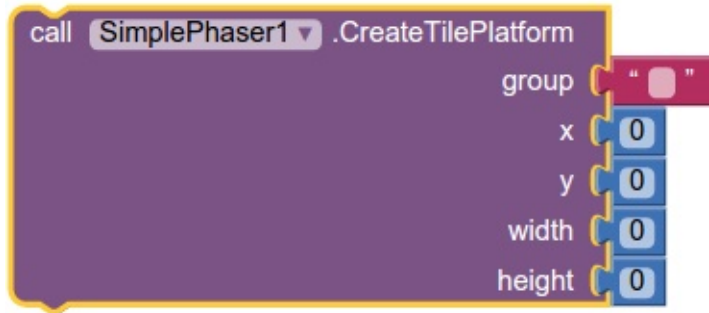 call SimplePhaser1 .CreateTilePlatform
group “ ”
x 0
y 0
width 0
height 0